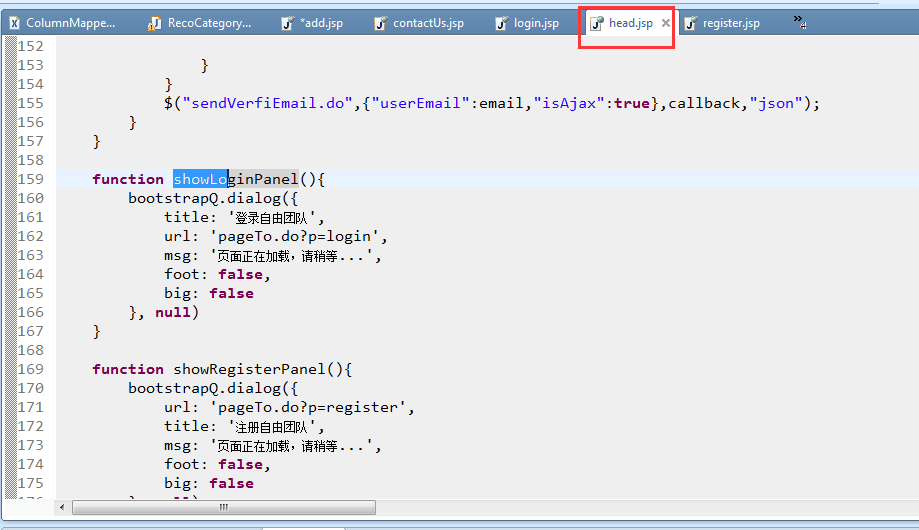 ColumnMappe... RecoCategory... *add.jsp contactUs.jsp login.jsp head.jsp register.jsp »4
152
153 }
154 }
155 $("sendVerfiEmail.do",{"userEmail":email,"isAjax":true},callback,"json");
156 }
157 }
158
159 function showLoginPanel(){
160 bootstrapQ.dialog({
161 title: '登录自由团队',
162 url: 'pageTo.do?p=login',
163 msg: '页面正在加载,请稍等...',
164 foot: false,
165 big: false
166 }, null)
167 }
168
169 function showRegisterPanel(){
170 bootstrapQ.dialog({
171 url: 'pageTo.do?p=register',
172 title: '注册自由团队',
173 msg: '页面正在加载,请稍等...',
174 foot: false,
175 big: false